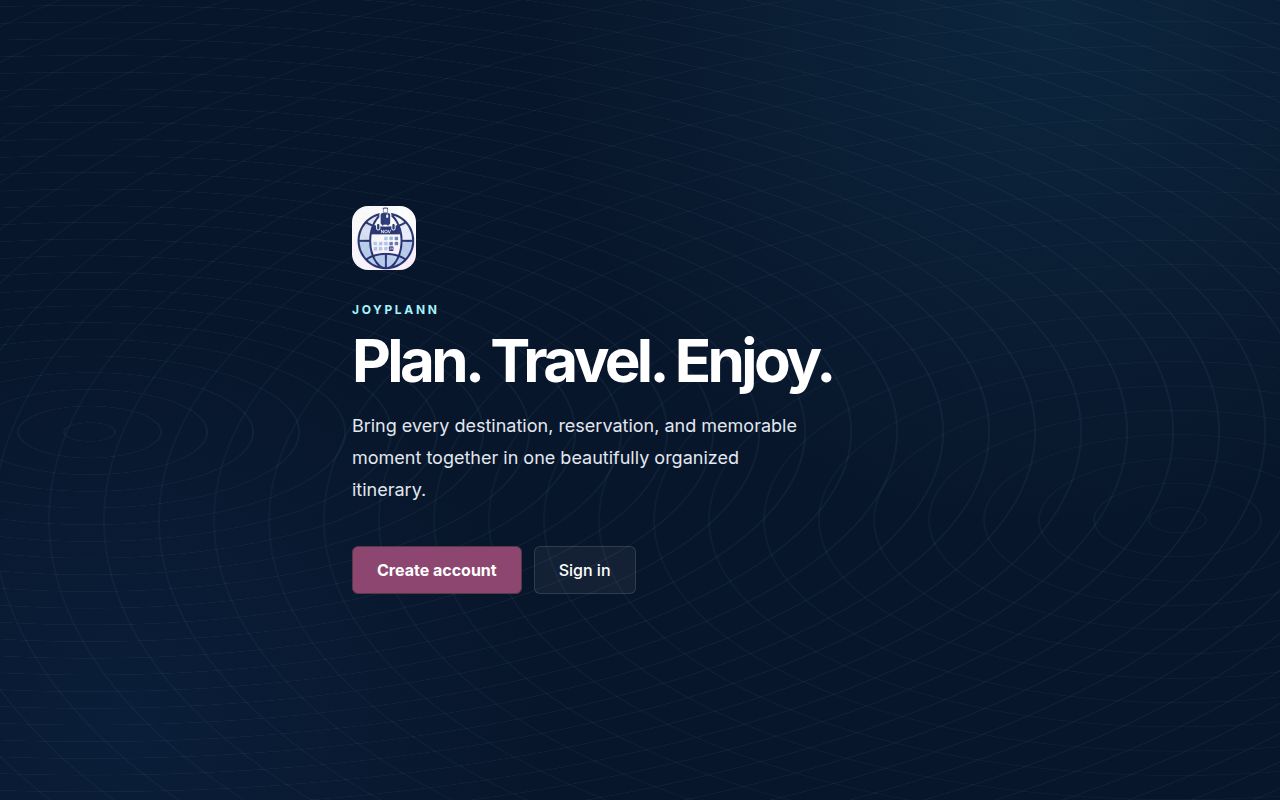 NOV
JOYPLANN
Plan. Travel. Enjoy.
Bring every destination, reservation, and memorable
moment together in one beautifully organized
itinerary.
Create account
Sign in